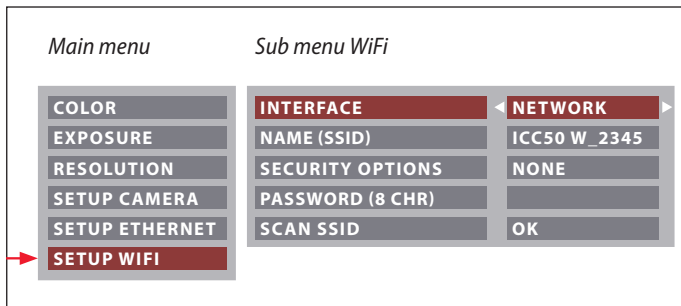 Main menu
Sub menu WiFi
COLOR
EXPOSURE
RESOLUTION
SETUP CAMERA
SETUP ETHERNET
SETUP WIFI
INTERFACE NETWORK
NAME (SSID) ICC50 W_2345
SECURITY OPTIONS NONE
PASSWORD (8 CHR)
SCAN SSID OK